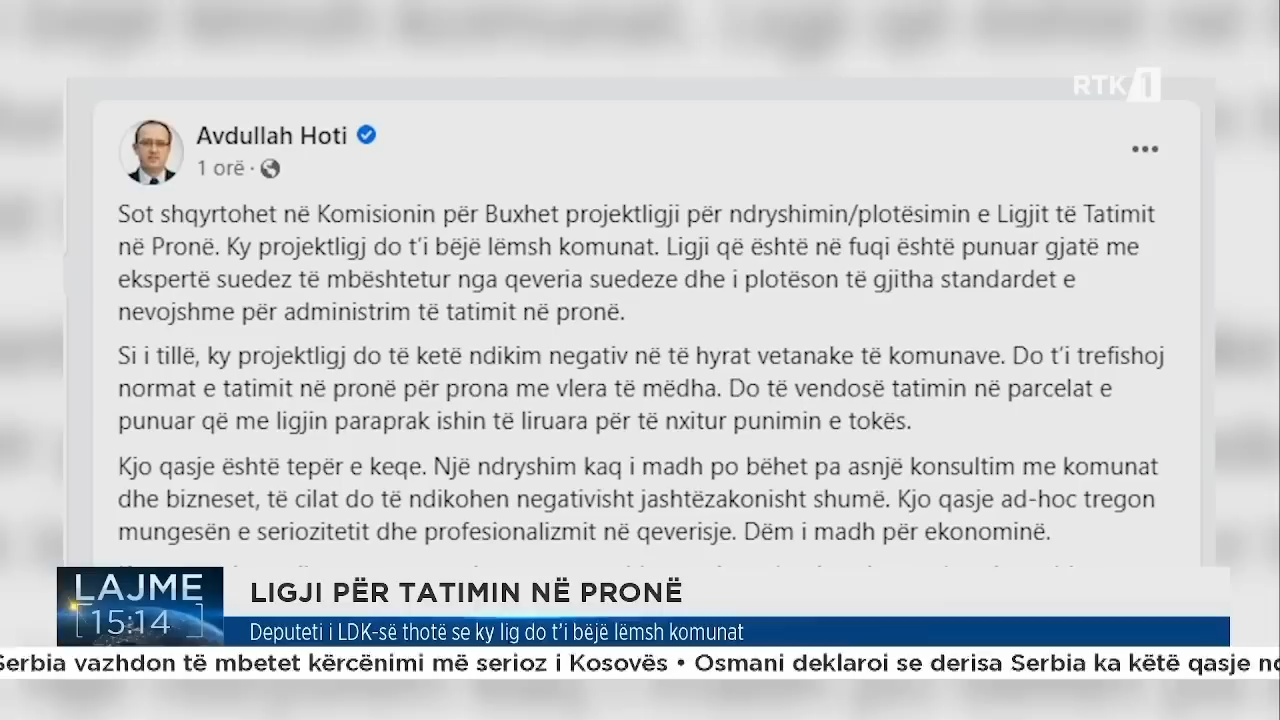 RTK 1
Avdullah Hoti
1 orë ·
Sot shqyrtohet në Komisionin për Buxhet projektligji për ndryshimin/plotësimin e Ligjit të Tatimit
në Pronë. Ky projektligj do t'i bëjë lëmsh komunat. Ligji që është në fuqi është punuar gjatë me
ekspertë suedez të mbështetur nga qeveria suedeze dhe i plotëson të gjitha standardet e
nevojshme për administrim të tatimit në pronë.
Si i tillë, ky projektligj do të ketë ndikim negativ në të hyrat vetanake të komunave. Do t'i trefishoj
normat e tatimit në pronë për prona me vlera të mëdha. Do të vendosë tatimin në parcelat e
punuar që me ligjin paraprak ishin të liruara për të nxitur punimin e tokës.
Kjo qasje është tepër e keqe. Një ndryshim kaq i madh po bëhet pa asnjë konsultim me komunat
dhe bizneset, të cilat do të ndikohen negativisht jashtëzakonisht shumë. Kjo qasje ad-hoc tregon
mungesën e seriozitetit dhe profesionalizmit në qeverisje. Dëm i madh për ekonominë.
LAJME
15:14
LIGJI PËR TATIMIN NË PRONË
Deputeti i LDK-së thotë se ky lig do t'i bëjë lëmsh komunat
Serbia vazhdon të mbetet kërcënimi më serioz i Kosovës • Osmani deklaroi se derisa Serbia ka këtë qasje